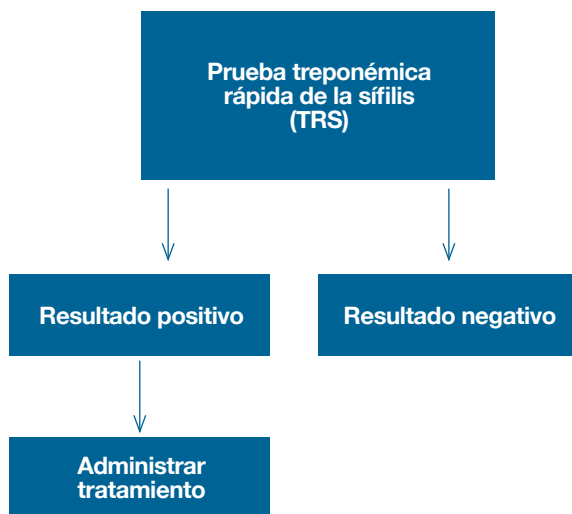 Prueba treponémica
rápida de la sífilis
(TRS)
Resultado positivo
Resultado negativo
Administrar
tratamiento